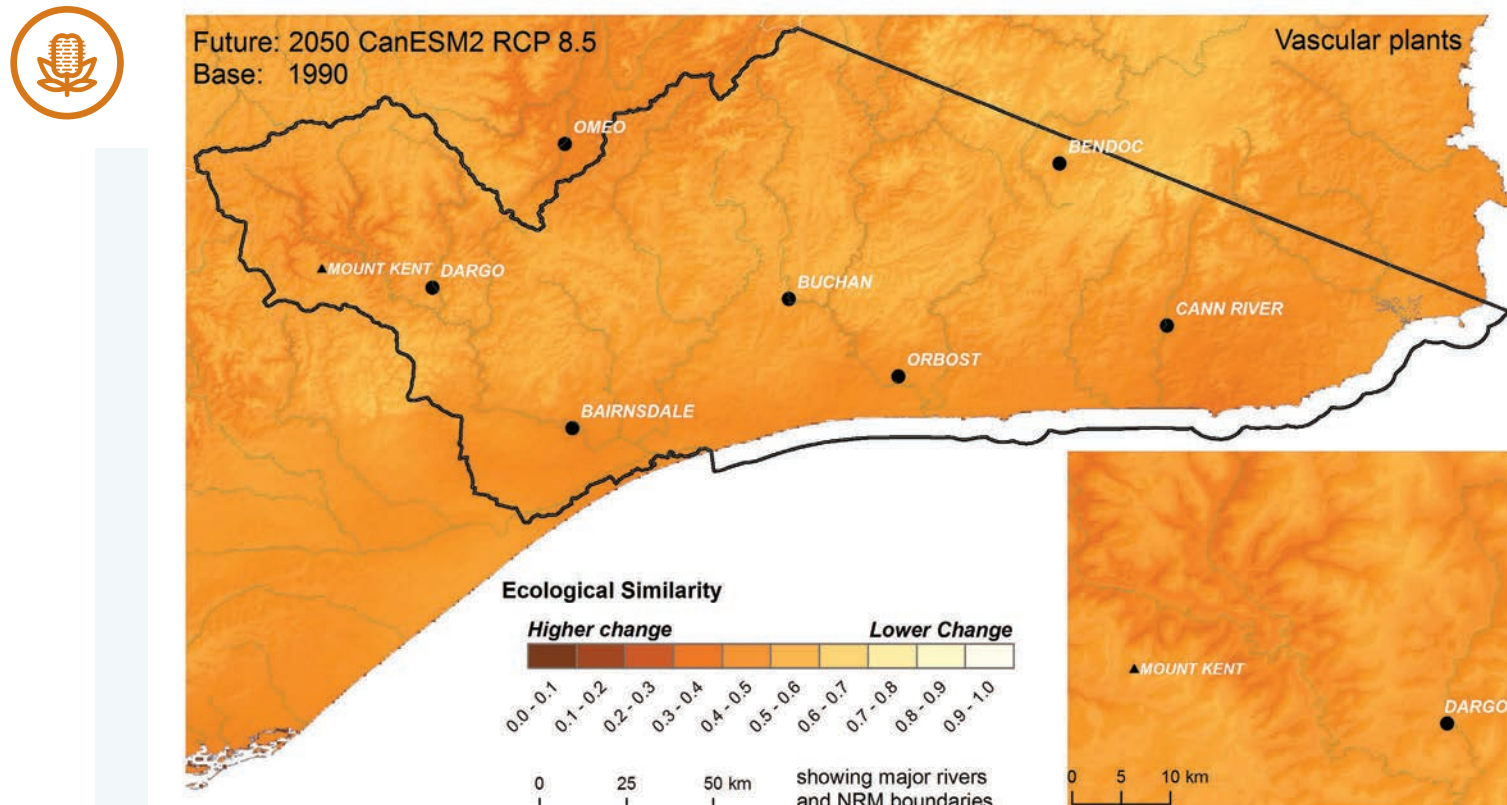 Future: 2050 CanESM2 RCP 8.5
Base: 1990
Vascular plants
OMEO
BENDOC
MOUNT KENT
DARGO
BUCHAN
CANN RIVER
ORBOST
BAIRNSDALE
Ecological Similarity
Higher change
Lower Change
0.0 - 0.1
0.1 - 0.2
0.2 - 0.3
0.3 - 0.4
0.4 - 0.5
0.5 - 0.6
0.6 - 0.7
0.7 - 0.8
0.8 - 0.9
0.9 - 1.0
0 25 50 km
showing major rivers
and NRM boundaries
MOUNT KENT
DARGO
0 5 10 km